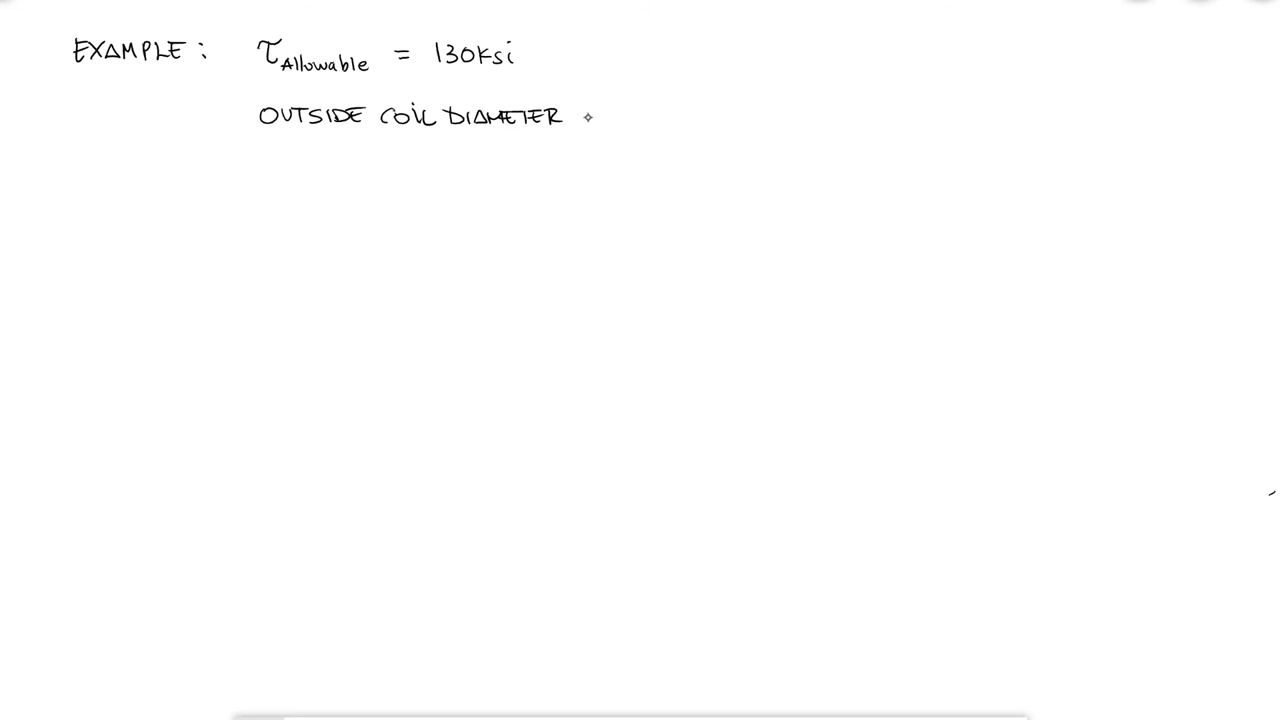 EXAMPLE : τAllowable = 130ksi
OUTSIDE COIL DIAMETER